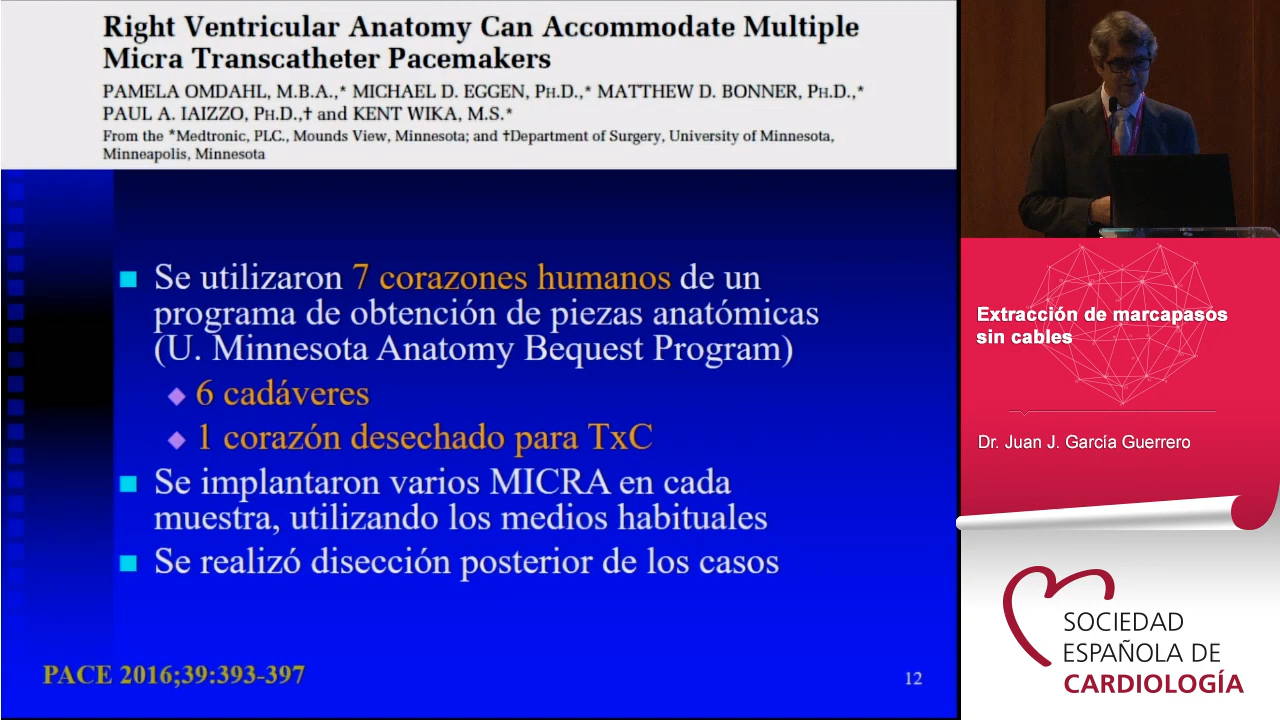 Right Ventricular Anatomy Can Accommodate Multiple
Micra Transcatheter Pacemakers
PAMELA OMDAHL, M.B.A.,* MICHAEL D. EGGEN, PH.D.,* MATTHEW D. BONNER, PH.D.,*
PAUL A. IAIZZO, PH.D.,† and KENT WIKA, M.S.*
From the *Medtronic, PLC., Mounds View, Minnesota; and †Department of Surgery, University of Minnesota,
Minneapolis, Minnesota
Se utilizaron 7 corazones humanos de un
programa de obtención de piezas anatómicas
(U. Minnesota Anatomy Bequest Program)
6 cadáveres
1 corazón desechado para TxC
Se implantaron varios MICRA en cada
muestra, utilizando los medios habituales
Se realizó disección posterior de los casos
PACE 2016;39:393-397
12
Extracción de marcapasos
sin cables
Dr. Juan J. García Guerrero
SOCIEDAD
ESPAÑOLA DE
CARDIOLOGÍA